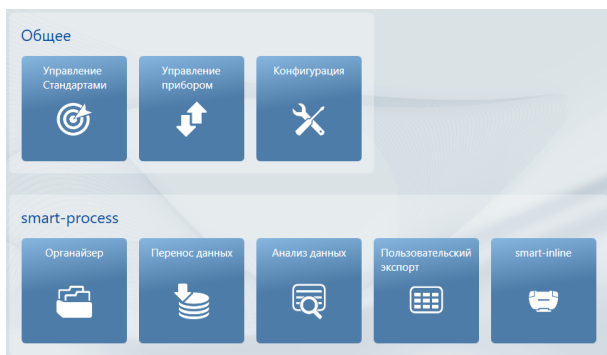 Общее
Управление
Стандартами
Управление
прибором
Конфигурация
smart-process
Органайзер
Перенос данных
Анализ данных
Пользовательский
экспорт
smart-inline